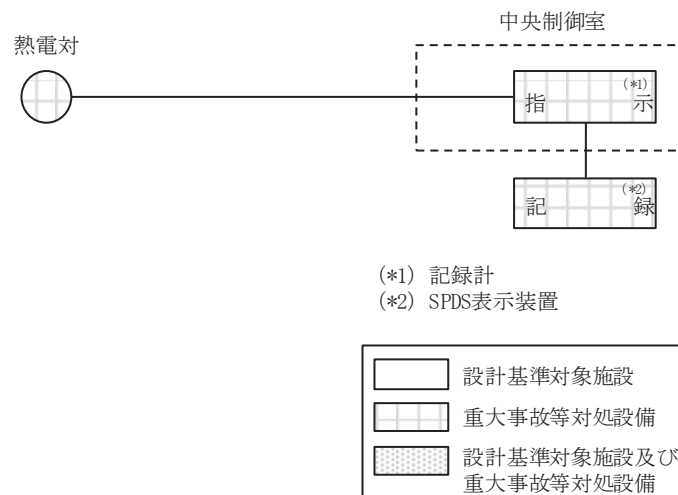 中央制御室
熱電対
(*1)
指 示
(*2)
記 録
(*1) 記録計
(*2) SPDS表示装置
設計基準対象施設
重大事故等対処設備
設計基準対象施設及び
重大事故等対処設備